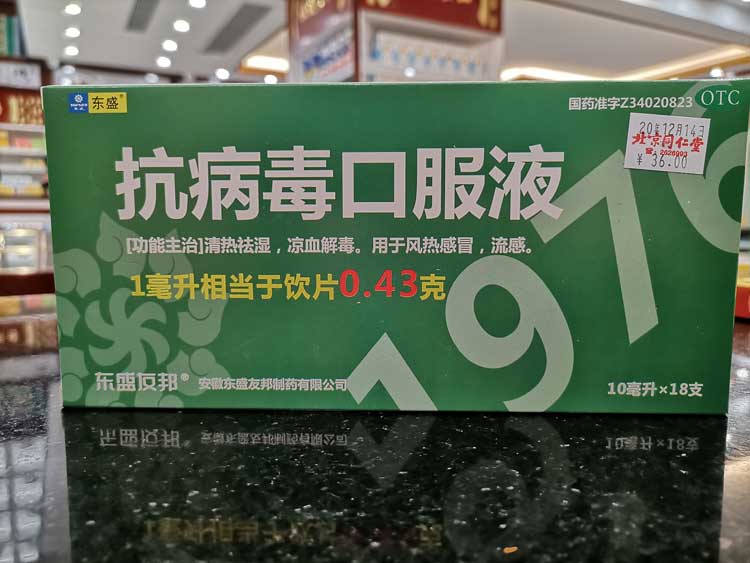 东盛
国药准字Z34020823
OTC
20年12月14日
北京同仁堂
☎:2626993
¥ 36.00
抗病毒口服液
[功能主治]清热祛湿，凉血解毒。用于风热感冒，流感。
1毫升相当于饮片0.43克
1976
东盛友邦®
安徽东盛友邦制药有限公司
10毫升×18支